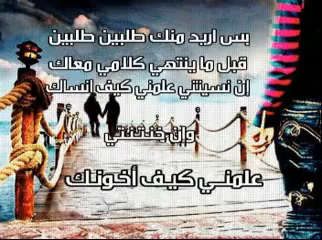 بس اريد منك طلبين طلبين
قبل ما ينتهي كلامي معاك
إن نسيتني علمني كيف انساك
وإن خنتني
علمني كيف أخونك